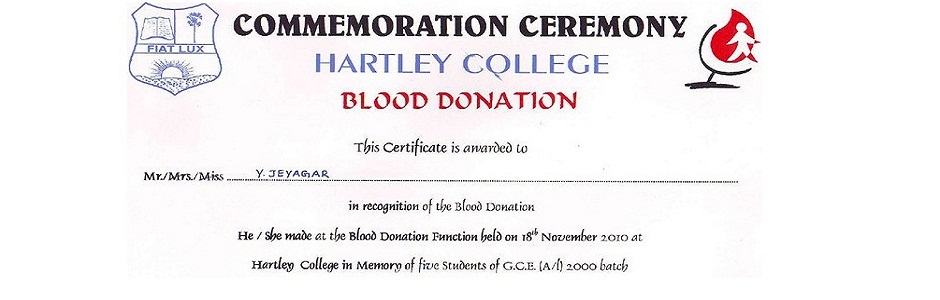 COMMEMORATION CEREMONY
FIAT LUX
HARTLEY COLLEGE
BLOOD DONATION
This Certificate is awarded to
Mr./Mrs./Miss Y. JEYAGAR
in recognition of the Blood Donation
He / She made at the Blood Donation Function held on 18th November 2010 at
Hartley College in Memory of five Students of G.C.E. (A/l) 2000 batch